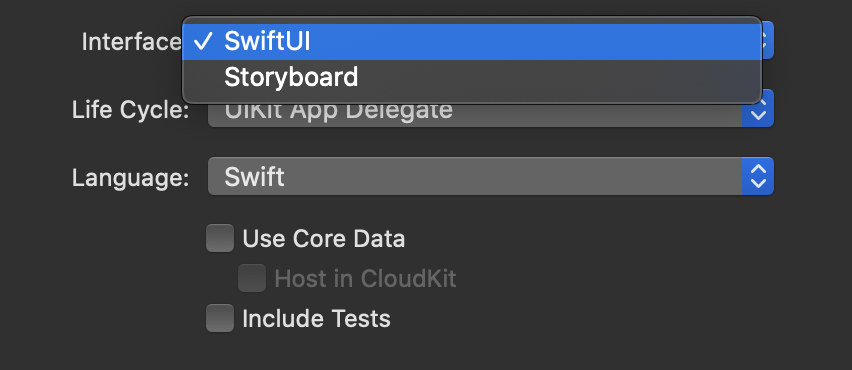 Interface ✓ SwiftUI
Storyboard
Life Cycle: UIKit App Delegate
Language: Swift
Use Core Data
Host in CloudKit
Include Tests